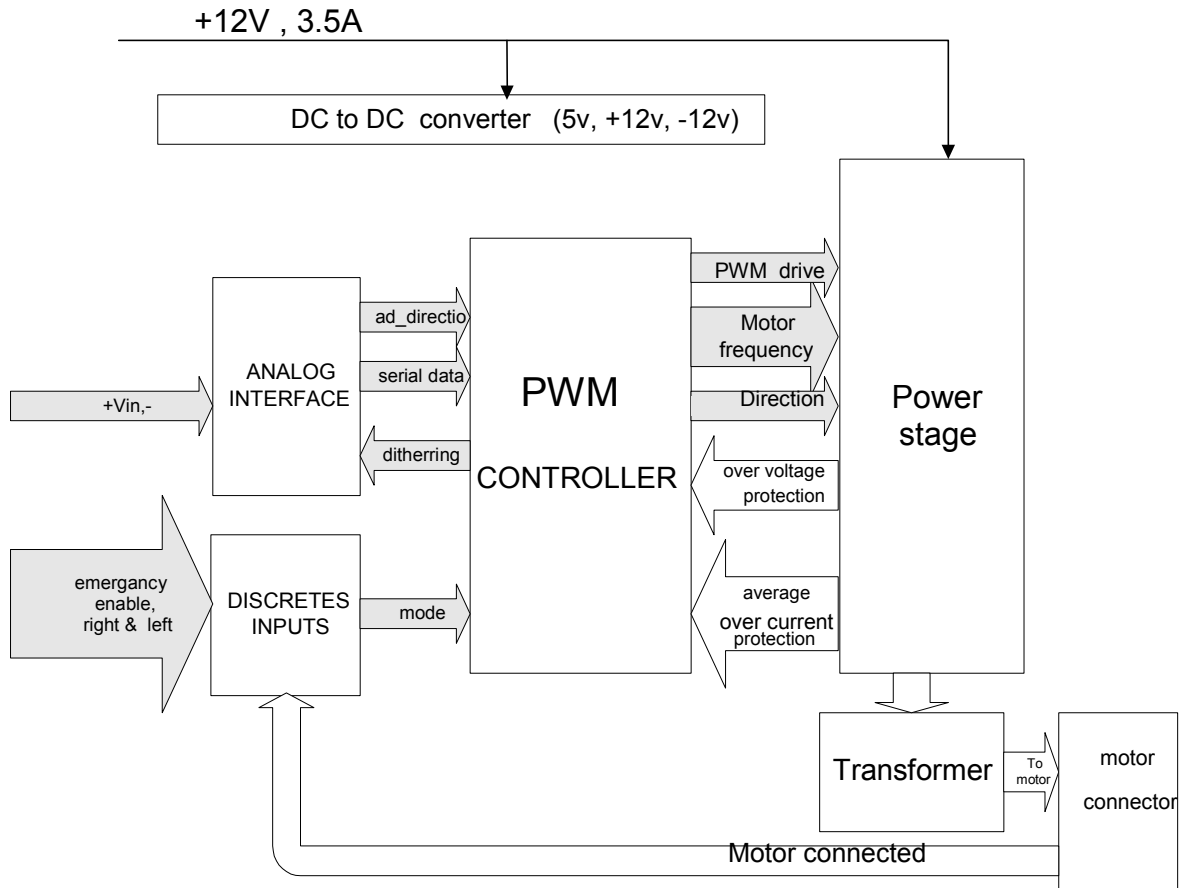 +12V , 3.5A
DC to DC converter (5v, +12v, -12v)
ANALOG
INTERFACE
+Vin,-
ad_directio
serial data
ditherring
PWM
CONTROLLER
PWM drive
Motor
frequency
Direction
over voltage
protection
average
over current
protection
Power
stage
emergancy
enable,
right & left
DISCRETES
INPUTS
mode
Transformer
To
motor
motor
connector
Motor connected